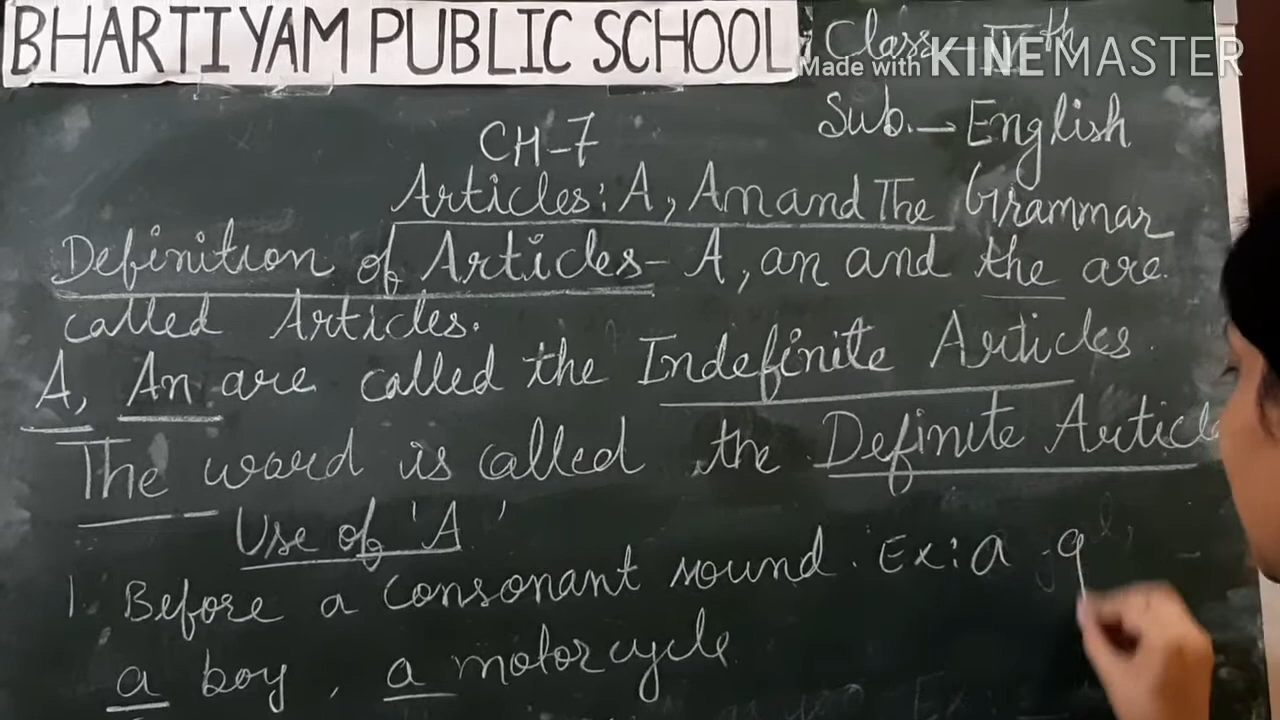 BHARTIYAM PUBLIC SCHOOL
Class - IVth
Made with KINEMASTER
Sub. - English
CH-7
Articles: A, An and The Grammar
Definition of Articles - A, an and the are
called Articles.
A, An are called the Indefinite Articles.
The word is called the Definite Article
Use of 'A'
1. Before a consonant sound. Ex: a g
a boy, a motorcycle